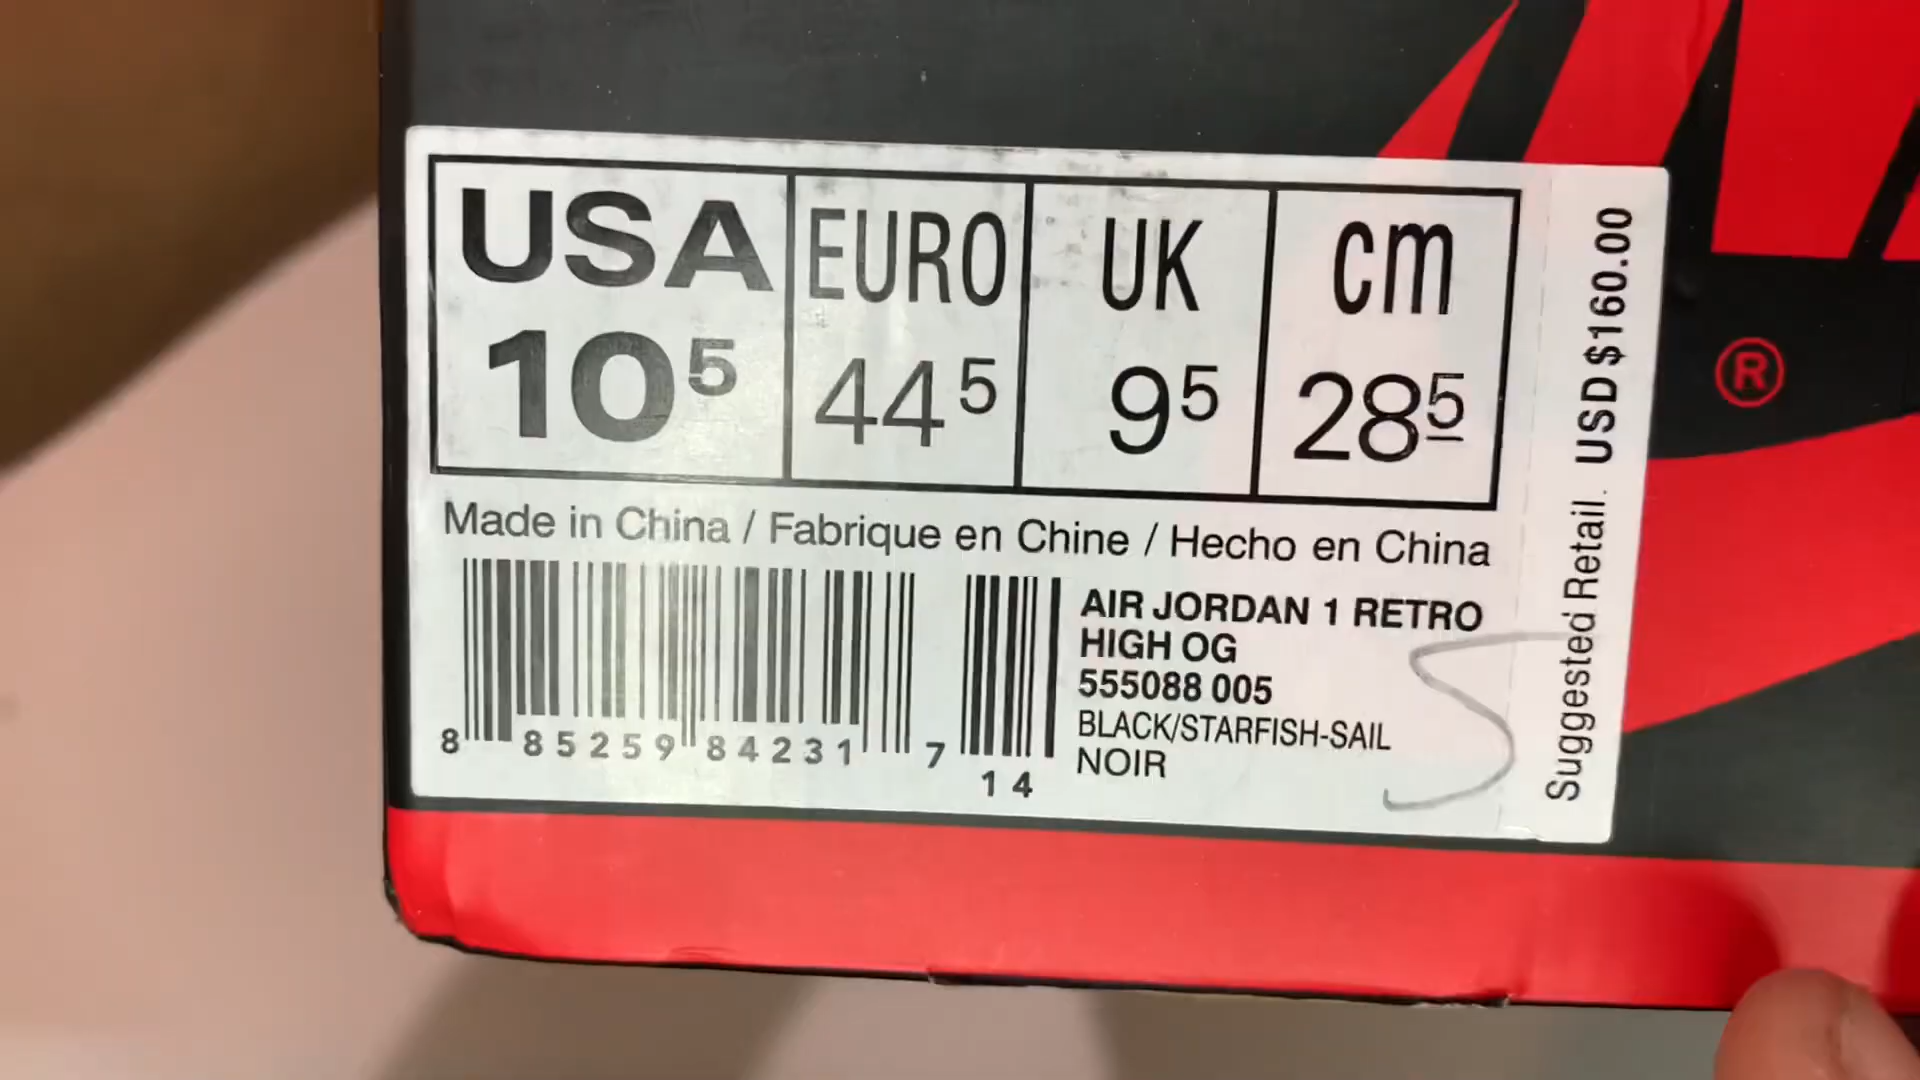 USA EURO UK cm
10⁵ 44⁵ 9⁵ 28⁵
Made in China / Fabrique en Chine / Hecho en China
AIR JORDAN 1 RETRO
HIGH OG
555088 005
BLACK/STARFISH-SAIL
NOIR
8 85259 84231 7
14
5
Suggested Retail. USD $160.00
®